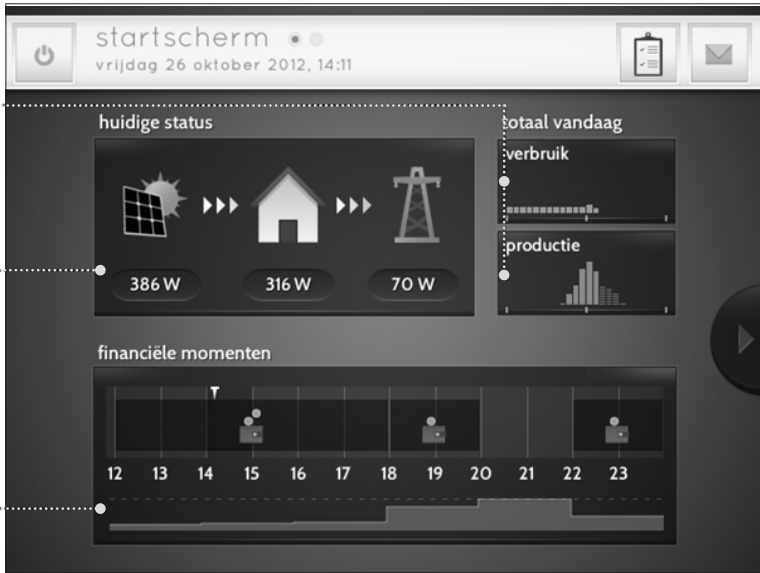 startscherm
vrijdag 26 oktober 2012, 14:11
huidige status
totaal vandaag
verbruik
productie
386 W
316 W
70 W
financiële momenten
12 13 14 15 16 17 18 19 20 21 22 23